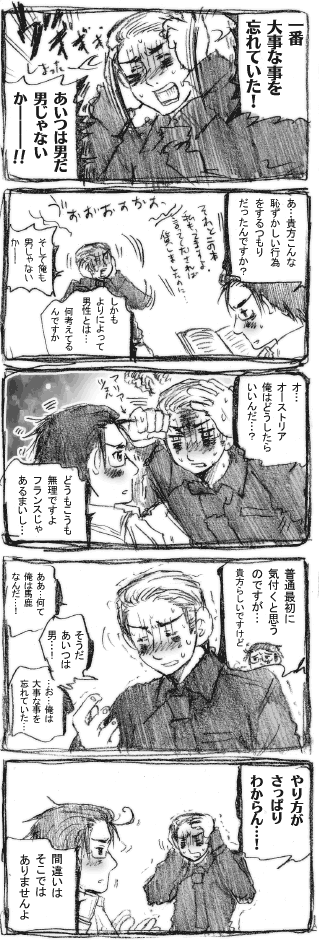 一番
大事な事を
忘れていた!
あいつは男だ
男じゃない
か――!!
あ…貴方こんな
恥ずかしい行為
をするつもり
だったんですか?
おおおおおおか、
しかも
よりによって
男性とは…
何考えてる
んですか
そして俺も
男じゃない
か――
オ…
オーストリア
俺はどうしたら
いいんだ…?
どうもこうも
無理ですよ
フランスじゃ
あるまいし…
普通最初に
気付くと思う
のですが…
貴方らしいですけど
そうだ
あいつは
男…!
…お…俺は
大事な事を
忘れていた…
ああ…何て
俺は馬鹿
なんだ…!
やり方が
さっぱり
わからん…!
間違いは
そこでは
ありませんよ